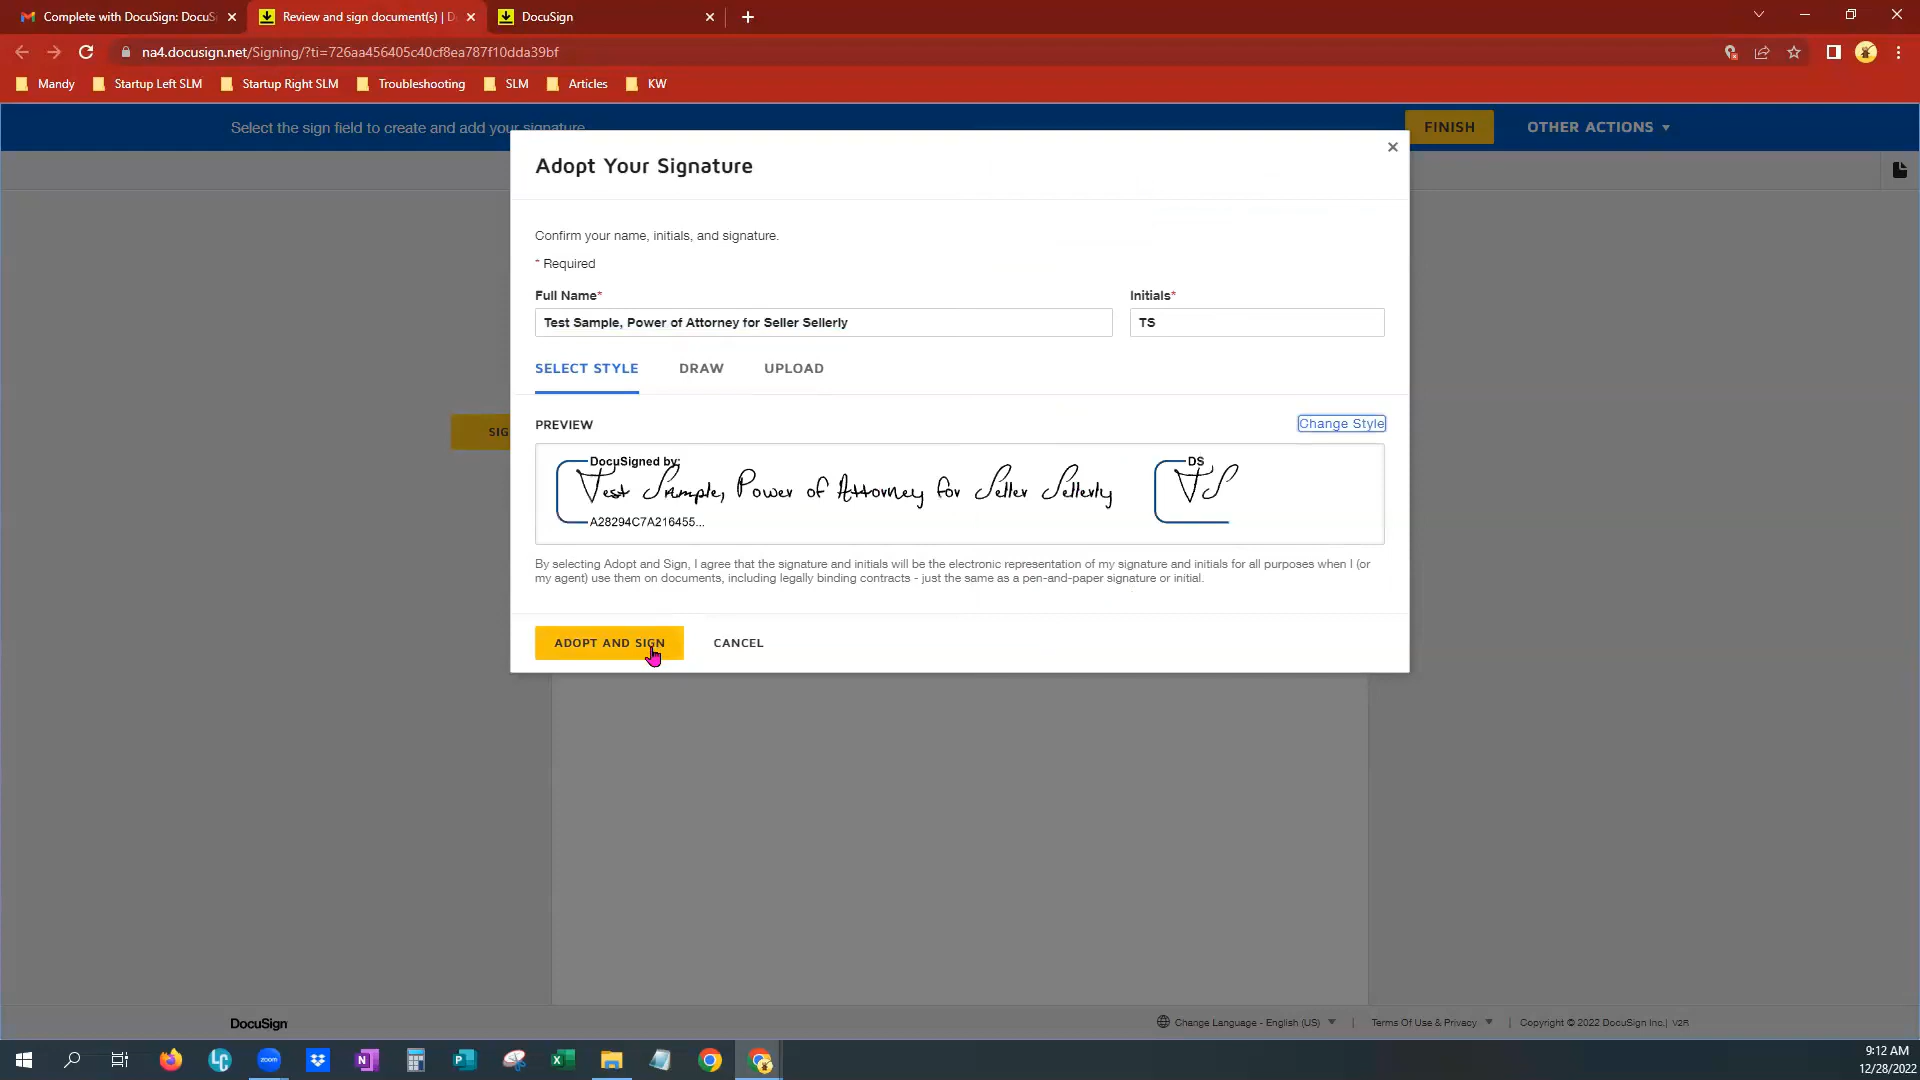 Complete with DocuSign: DocuS
Review and sign document(s) | D
DocuSign
na4.docusign.net/Signing/?ti=726aa456405c40cf8ea787f10dda39bf
Mandy
Startup Left SLM
Startup Right SLM
Troubleshooting
SLM
Articles
KW
Select the sign field to create and add your signature.
FINISH
OTHER ACTIONS
Adopt Your Signature
Confirm your name, initials, and signature.
* Required
Full Name*
Initials*
Test Sample, Power of Attorney for Seller Sellerly
TS
SELECT STYLE
DRAW
UPLOAD
PREVIEW
Change Style
SIG
DocuSigned by:
Test Sample, Power of Attorney for Seller Sellerly
A28294C7A216455...
DS
TS
By selecting Adopt and Sign, I agree that the signature and initials will be the electronic representation of my signature and initials for all purposes when I (or
my agent) use them on documents, including legally binding contracts - just the same as a pen-and-paper signature or initial.
ADOPT AND SIGN
CANCEL
DocuSign
Change Language - English (US)
|
Terms Of Use & Privacy
|
Copyright © 2022 DocuSign Inc. | V2R
LC
zoom
N
P
X
9:12 AM
12/28/2022